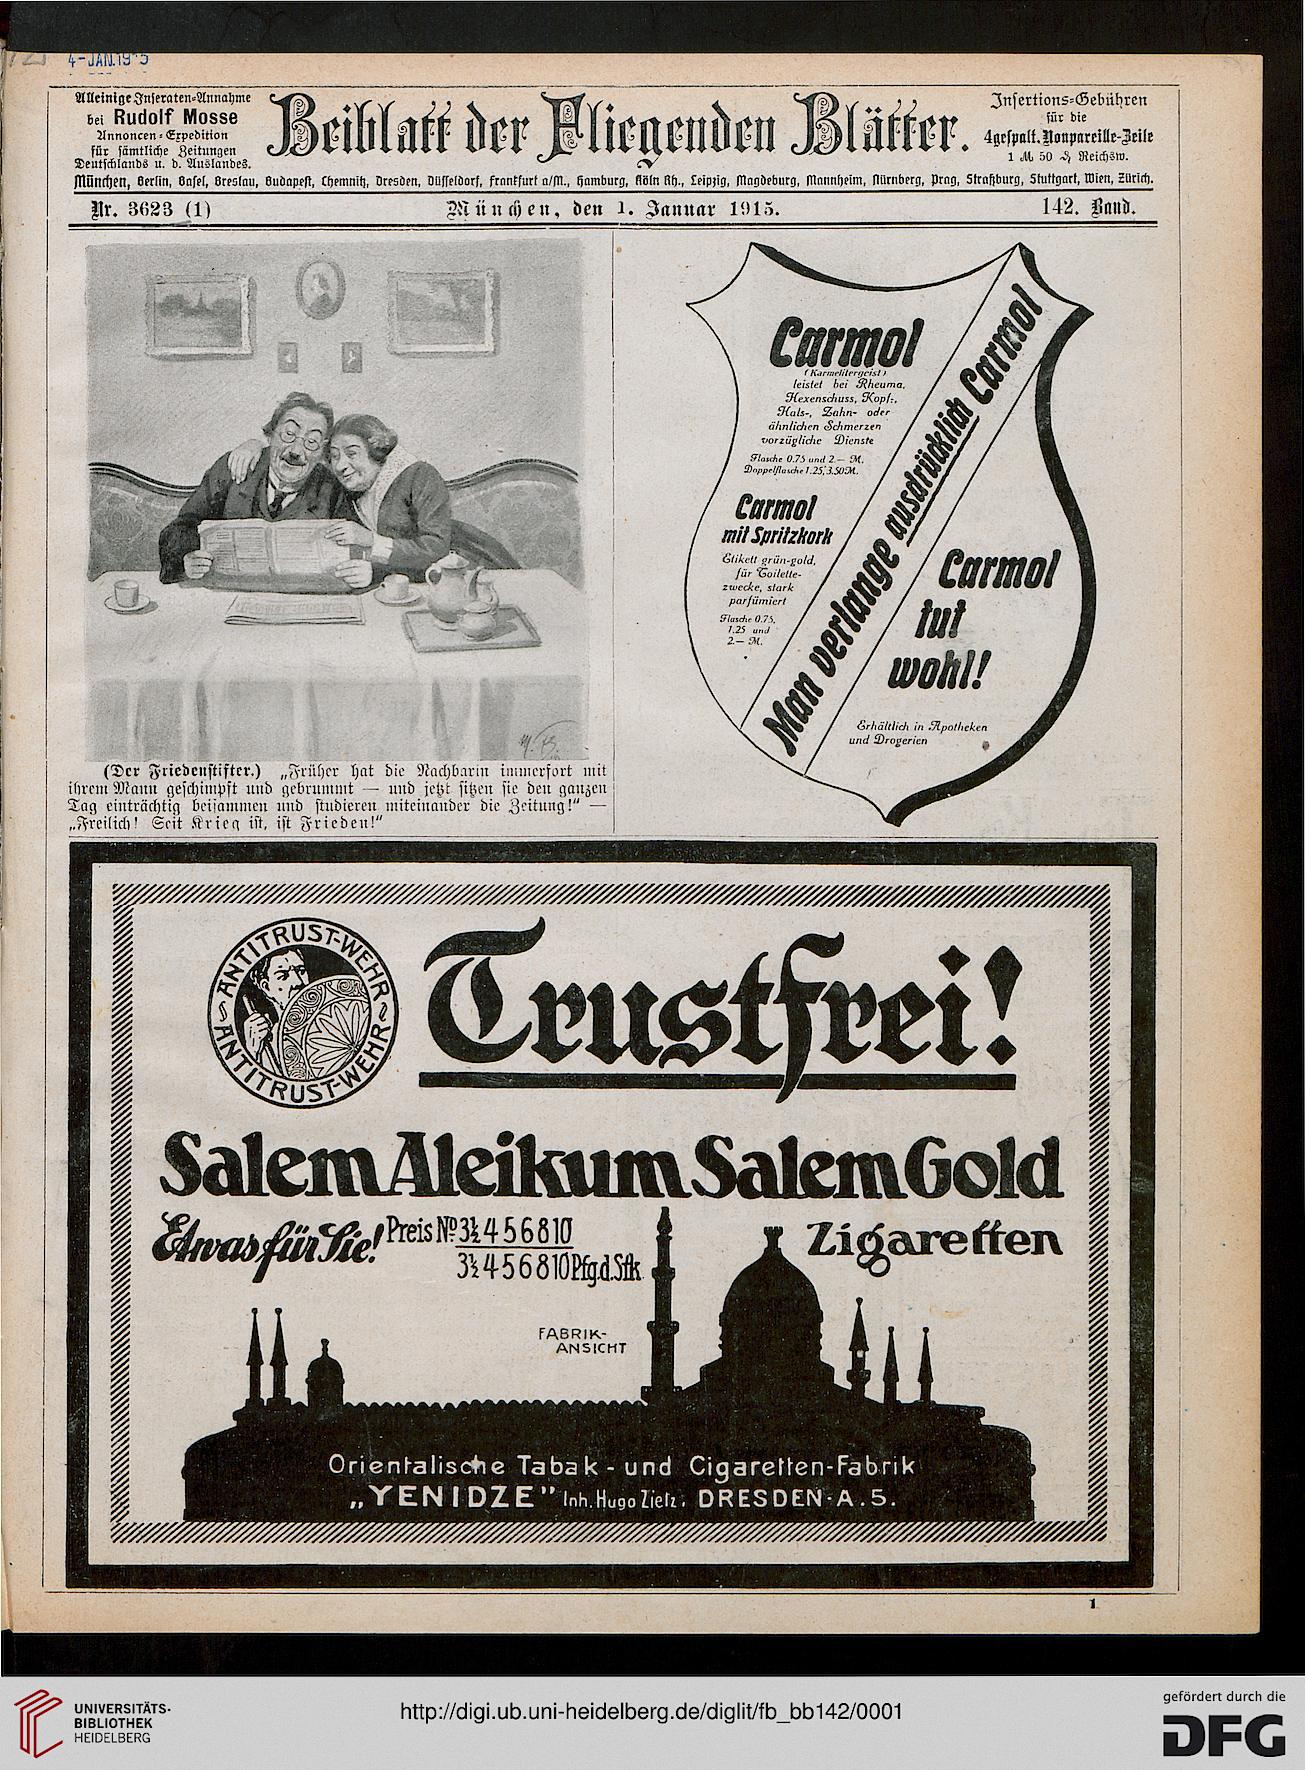 4-JAN.19 5
Alleinige Inseraten-Annahme
bei Rudolf Mosse
Annoncen-Expedition
für sämtliche Zeitungen
Deutschlands u. d. Auslandes.
Beiblatt der Fliegenden Blätter.
Insertions-Gebühren
für die
4gespalt. Nonpareille-Zeile
1 M 50 ₰ Reichsw.
München, Berlin, Basel, Breslau, Budapest, Chemnitz, Dresden, Düsseldorf, Frankfurt a/M., Hamburg, Köln Rh., Leipzig, Magdeburg, Mannheim, Nürnberg, Prag, Straßburg, Stuttgart, Wien, Zürich.
Nr. 3623 (1)
München, den 1. Januar 1915.
142. Band.
(Der Friedenstifter.) „Früher hat die Nachbarin immerfort mit
ihrem Mann geschimpft und gebrummt — und jetzt sitzen sie den ganzen
Tag einträchtig beisammen und studieren miteinander die Zeitung!“ —
„Freilich! Seit Krieg ist, ist Frieden!“
Carmol
(Karmelitergeist)
leistet bei Rheuma,
Hexenschuss, Kopf-,
Hals-, Zahn- oder
ähnlichen Schmerzen
vorzügliche Dienste
Flasche 0.75 und 2.— M.
Doppelflasche 1.25, 3.50 M.
Carmol
mit Spritzkork
Etikett grün-gold,
für Toilette-
zwecke, stark
parfümiert
Flasche 0.75,
1.25 und
2.— M.
Man verlange ausdrücklich Carmol
Carmol
tut
wohl!
Erhältlich in Apotheken
und Drogerien
ANTITRUST-WEHR
ANTITRUST-WEHR
Trustfrei!
Salem Aleikum Salem Gold
Etwas für Sie!
Preis No 3½ 4 5 6 8 10
3½ 4 5 6 8 10 Pfg.d.Stk.
Zigaretten
FABRIK-
ANSICHT
Orientalische Tabak- und Cigaretten-Fabrik
„YENIDZE” Inh. Hugo Zietz, DRESDEN-A.5.
1
UNIVERSITÄTS-
BIBLIOTHEK
HEIDELBERG
http://digi.ub.uni-heidelberg.de/diglit/fb_bb142/0001
gefördert durch die
DFG